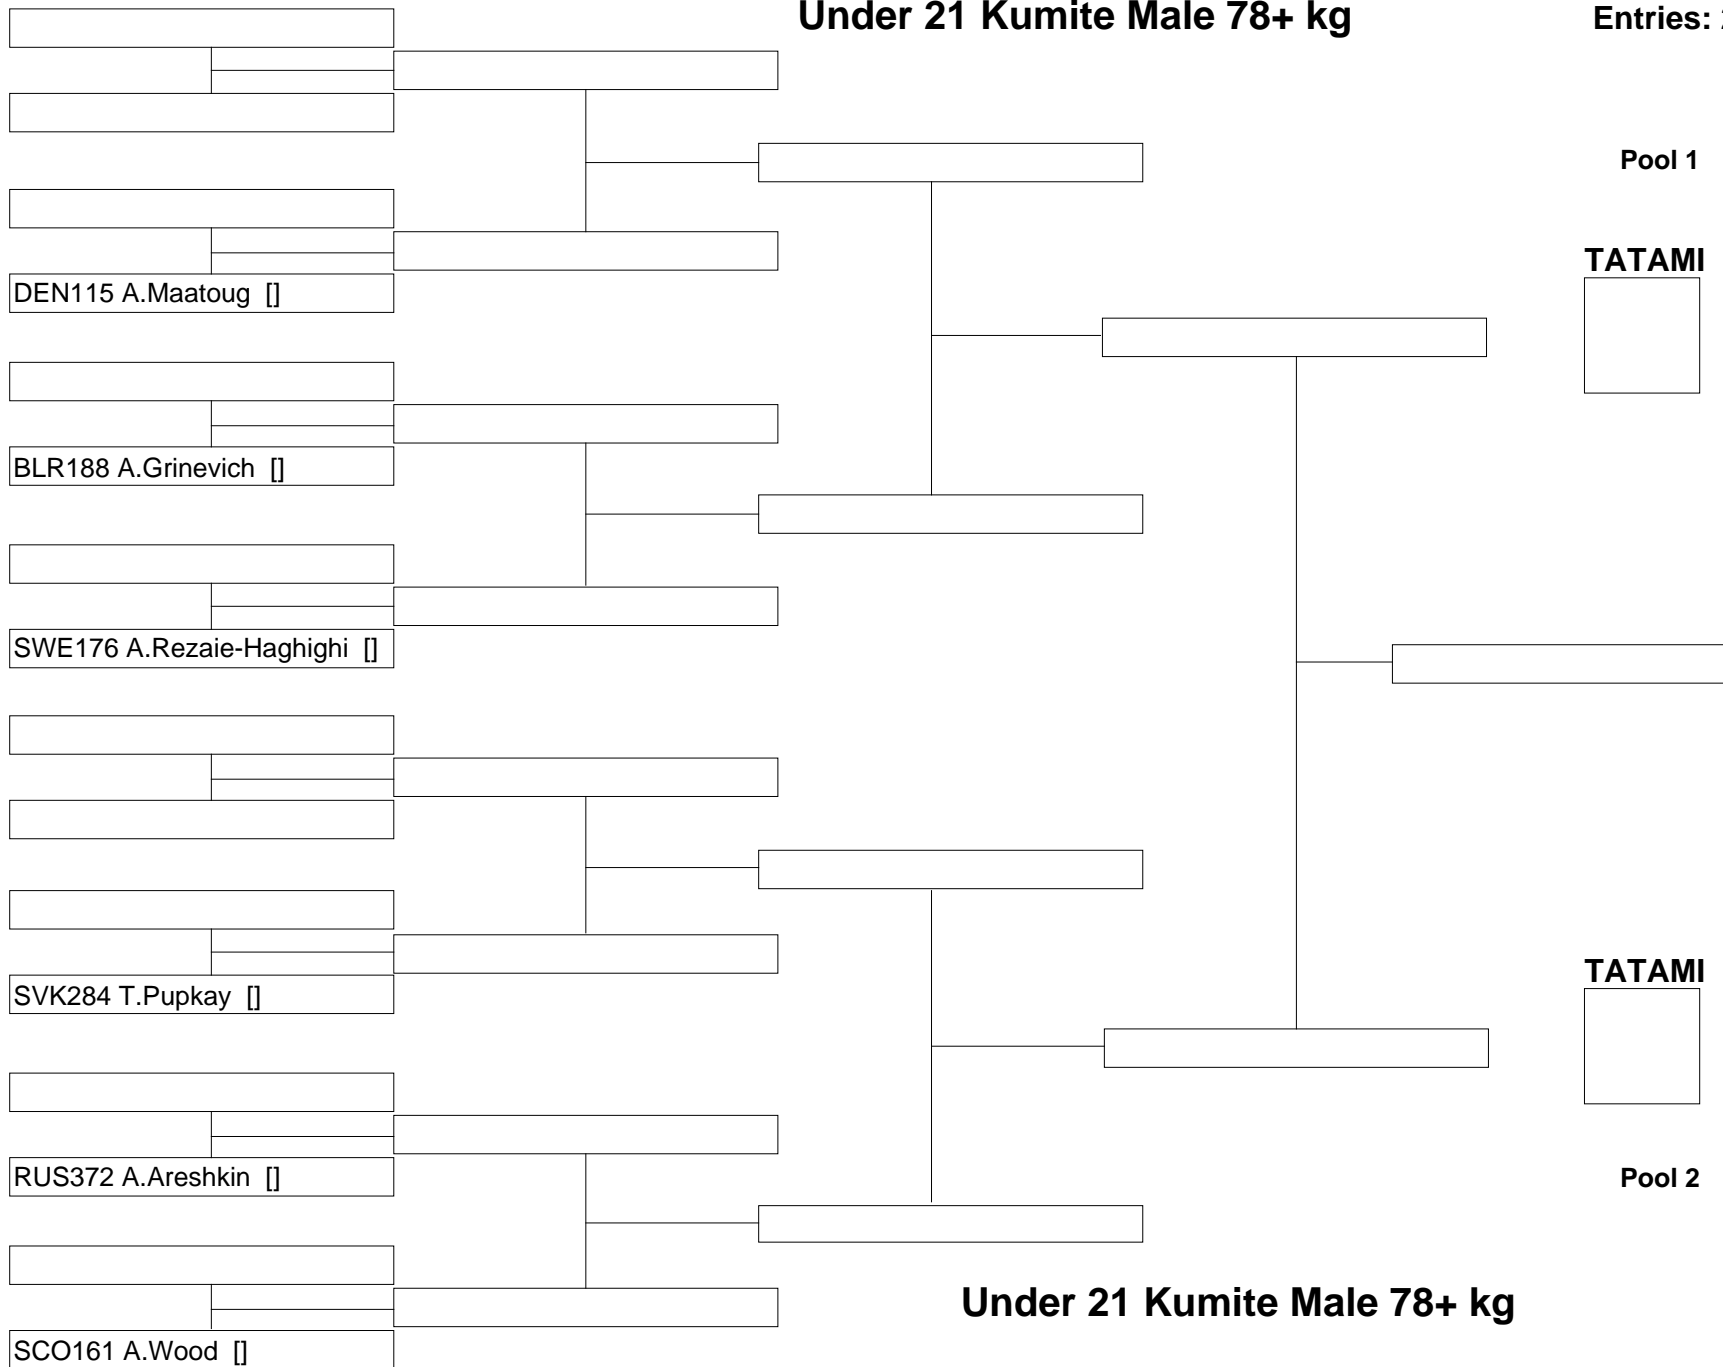 Under 21 Kumite Male 78+ kg
Entries:
Pool 1
TATAMI
DEN115 A.Maatoug []
BLR188 A.Grinevich []
SWE176 A.Rezaie-Haghighi []
SVK284 T.Pupkay []
TATAMI
RUS372 A.Areshkin []
Pool 2
Under 21 Kumite Male 78+ kg
SCO161 A.Wood []